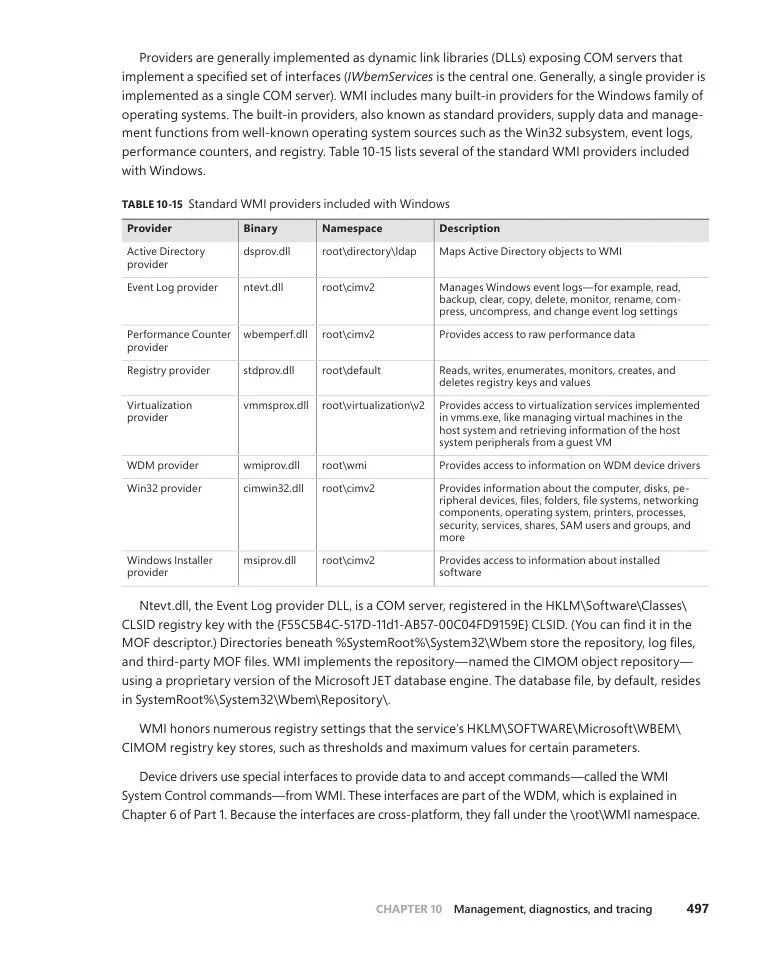 Providers are generally implemented as dynamic link libraries (DLLs) exposing COM servers that
implement a specified set of interfaces (IWbemServices is the central one. Generally, a single provider is
implemented as a single COM server). WMI includes many built-in providers for the Windows family of
operating systems. The built-in providers, also known as standard providers, supply data and manage-
ment functions from well-known operating system sources such as the Win32 subsystem, event logs,
performance counters, and registry. Table 10-15 lists several of the standard WMI providers included
with Windows.
TABLE 10-15 Standard WMI providers included with Windows
Provider Binary Namespace Description
Active Directory dsprov.dll root\directory\ldap Maps Active Directory objects to WMI
provider
Event Log provider ntevt.dll root\cimv2 Manages Windows event logs—for example, read,
backup, clear, copy, delete, monitor, rename, com-
press, uncompress, and change event log settings
Performance Counter wbemperf.dll root\cimv2 Provides access to raw performance data
provider
Registry provider stdprov.dll root\default Reads, writes, enumerates, monitors, creates, and
deletes registry keys and values
Virtualization vmmsprox.dll root\virtualization\v2 Provides access to virtualization services implemented
provider in vmms.exe, like managing virtual machines in the
host system and retrieving information of the host
system peripherals from a guest VM
WDM provider wmiprov.dll root\wmi Provides access to information on WDM device drivers
Win32 provider cimwin32.dll root\cimv2 Provides information about the computer, disks, pe-
ripheral devices, files, folders, file systems, networking
components, operating system, printers, processes,
security, services, shares, SAM users and groups, and
more
Windows Installer msiprov.dll root\cimv2 Provides access to information about installed
provider software
Ntevt.dll, the Event Log provider DLL, is a COM server, registered in the HKLM\Software\Classes\
CLSID registry key with the {F55C5B4C-517D-11d1-AB57-00C04FD9159E} CLSID. (You can find it in the
MOF descriptor.) Directories beneath %SystemRoot%\System32\Wbem store the repository, log files,
and third-party MOF files. WMI implements the repository—named the CIMOM object repository—
using a proprietary version of the Microsoft JET database engine. The database file, by default, resides
in SystemRoot%\System32\Wbem\Repository\.
WMI honors numerous registry settings that the service's HKLM\SOFTWARE\Microsoft\WBEM\
CIMOM registry key stores, such as thresholds and maximum values for certain parameters.
Device drivers use special interfaces to provide data to and accept commands—called the WMI
System Control commands—from WMI. These interfaces are part of the WDM, which is explained in
Chapter 6 of Part 1. Because the interfaces are cross-platform, they fall under the \root\WMI namespace.
CHAPTER 10 Management, diagnostics, and tracing 497